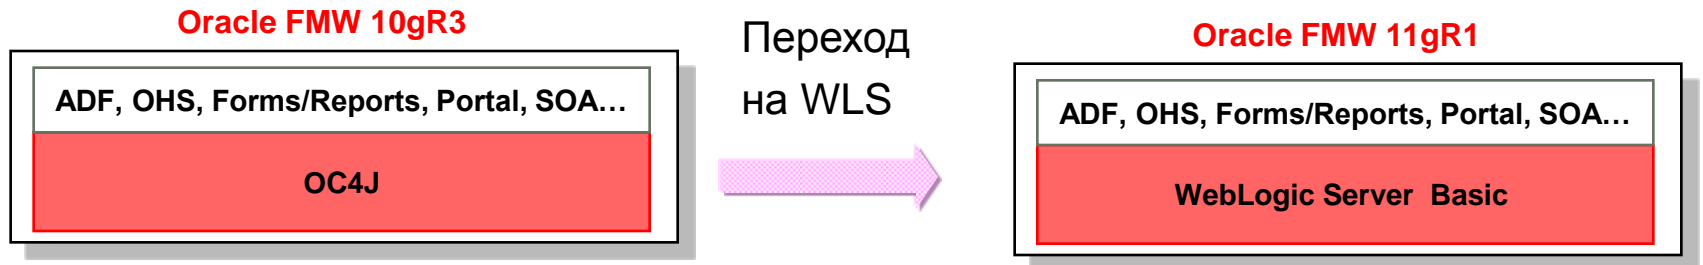 Oracle FMW 10gR3
ADF, OHS, Forms/Reports, Portal, SOA…
OC4J
Переход
на WLS
Oracle FMW 11gR1
ADF, OHS, Forms/Reports, Portal, SOA…
WebLogic Server  Basic